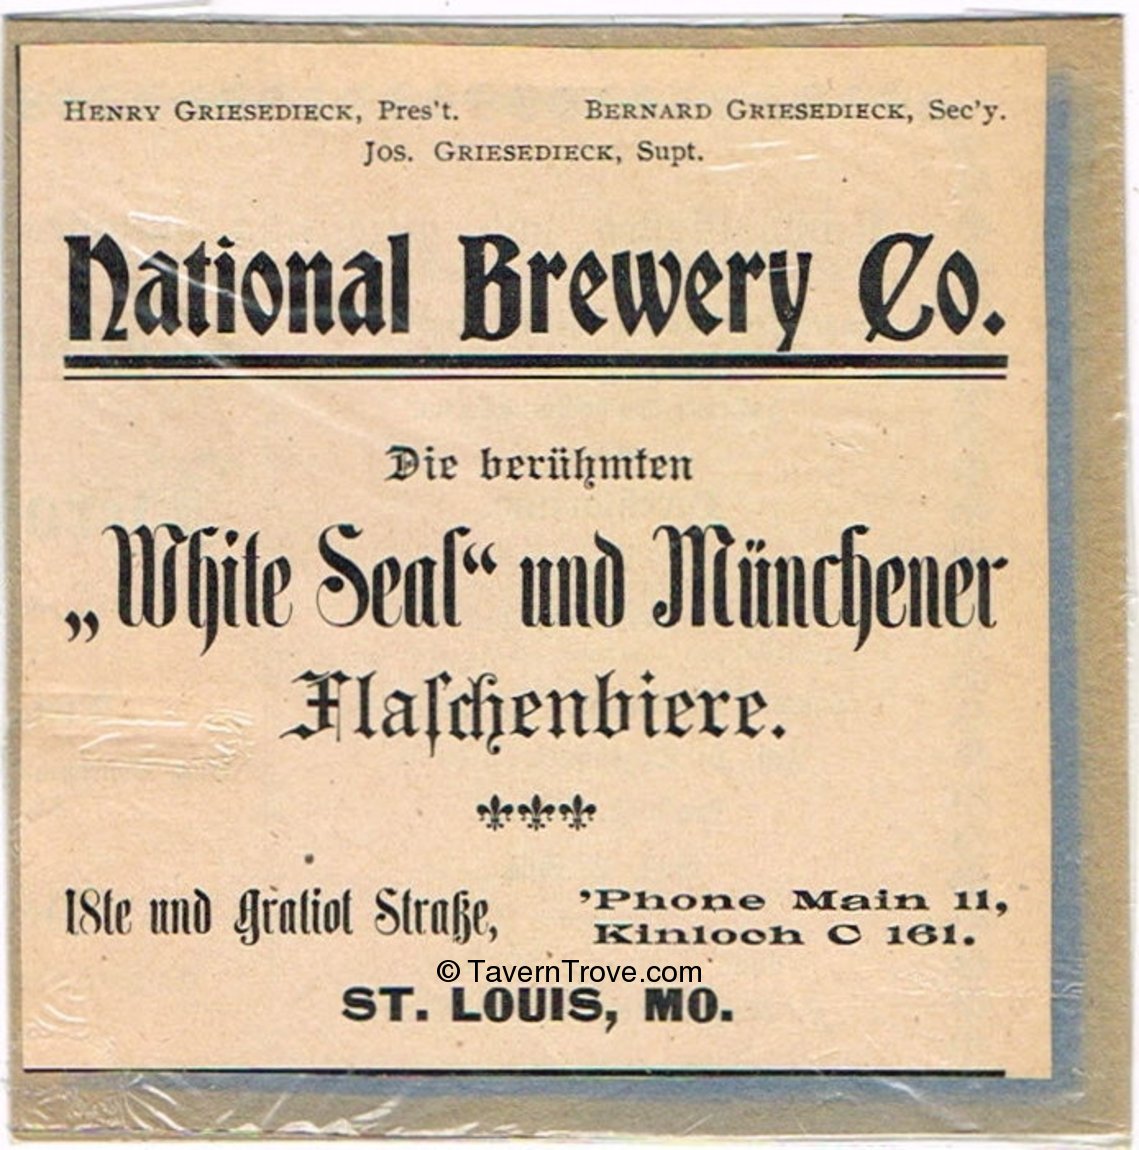 HENRY GRIESEDIECK, Pres't. BERNARD GRIESEDIECK, Sec'y.
JOS. GRIESEDIECK, Supt.
National Brewery Co.
Die berühmten
„White Seal“ und Münchener
Flaſchenbiere.
18te und Gratiot Straße, 'Phone Main 11,
Kinloch C 161.
© TavernTrove.com
ST. LOUIS, MO.